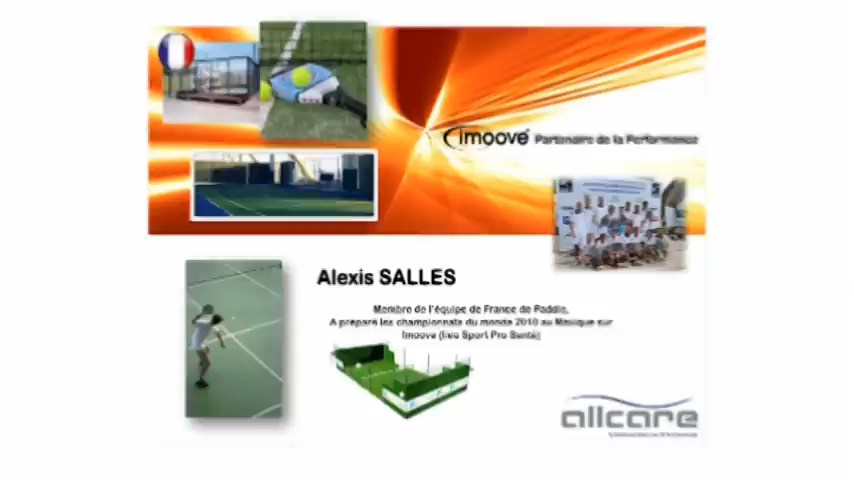 imoove Partenaire de la Performance
Alexis SALLES
Membre de l'équipe de France de Paddle,
A préparé les championnats du monde 2010 au Mexique sur
Imoove (lieu Sport Pro Santé)
allcare